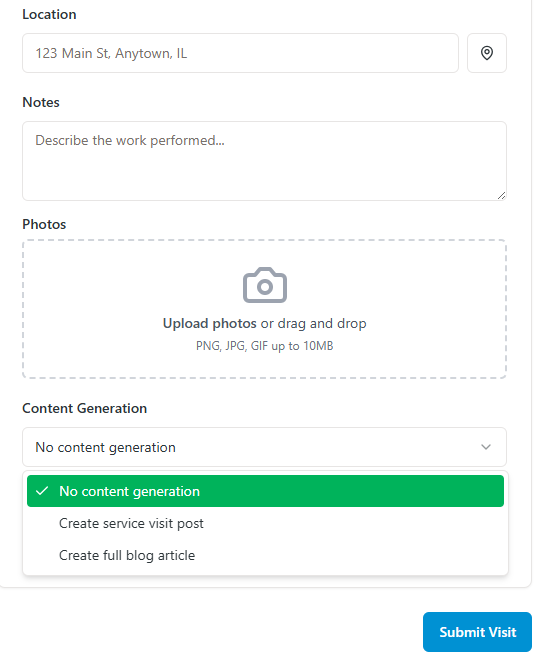 Location
123 Main St, Anytown, IL
Notes
Describe the work performed...
Photos
Upload photos or drag and drop
PNG, JPG, GIF up to 10MB
Content Generation
No content generation
No content generation
Create service visit post
Create full blog article
Submit Visit